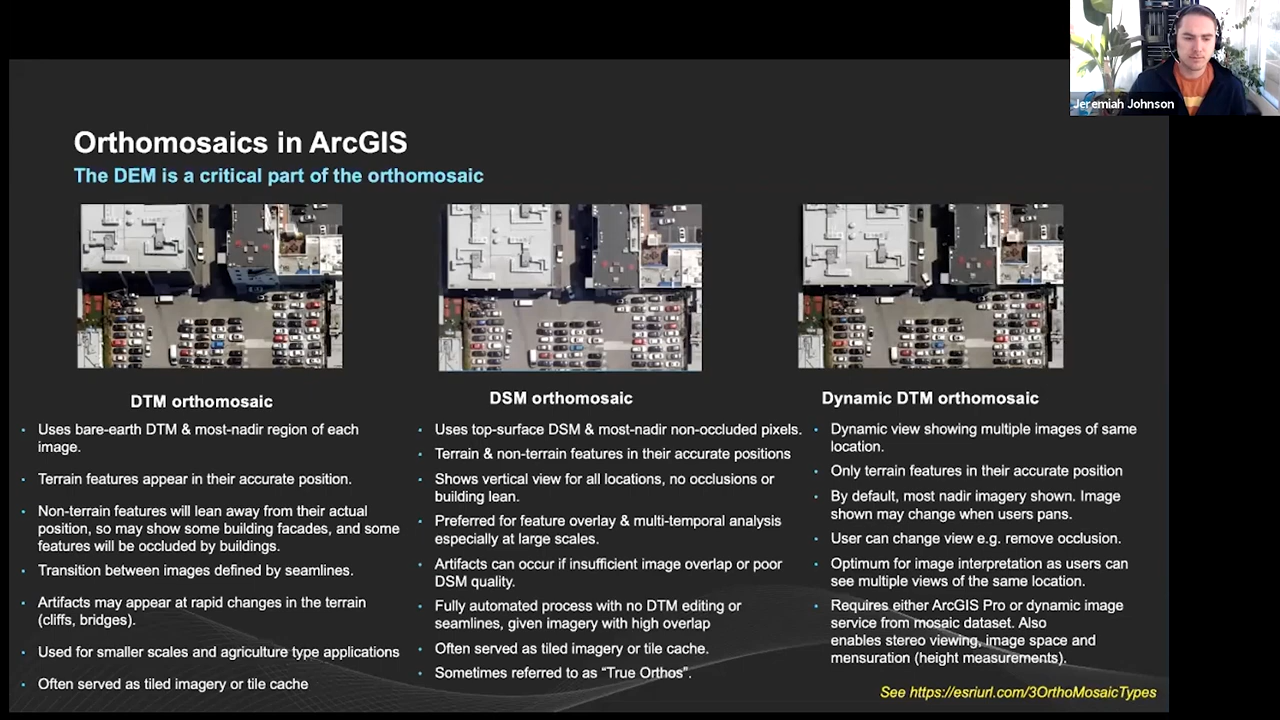 Jeremiah Johnson
Orthomosaics in ArcGIS
The DEM is a critical part of the orthomosaic
DTM orthomosaic
Uses bare-earth DTM & most-nadir region of each
image.
Terrain features appear in their accurate position.
Non-terrain features will lean away from their actual
position, so may show some building facades, and some
features will be occluded by buildings.
Transition between images defined by seamlines.
Artifacts may appear at rapid changes in the terrain
(cliffs, bridges).
Used for smaller scales and agriculture type applications
Often served as tiled imagery or tile cache
DSM orthomosaic
Uses top-surface DSM & most-nadir non-occluded pixels.
Terrain & non-terrain features in their accurate positions
Shows vertical view for all locations, no occlusions or
building lean.
Preferred for feature overlay & multi-temporal analysis
especially at large scales.
Artifacts can occur if insufficient image overlap or poor
DSM quality.
Fully automated process with no DTM editing or
seamlines, given imagery with high overlap
Often served as tiled imagery or tile cache.
Sometimes referred to as “True Orthos”.
Dynamic DTM orthomosaic
Dynamic view showing multiple images of same
location.
Only terrain features in their accurate position
By default, most nadir imagery shown. Image
shown may change when users pans.
User can change view e.g. remove occlusion.
Optimum for image interpretation as users can
see multiple views of the same location.
Requires either ArcGIS Pro or dynamic image
service from mosaic dataset. Also
enables stereo viewing, image space and
mensuration (height measurements).
See https://esriurl.com/3OrthoMosaicTypes